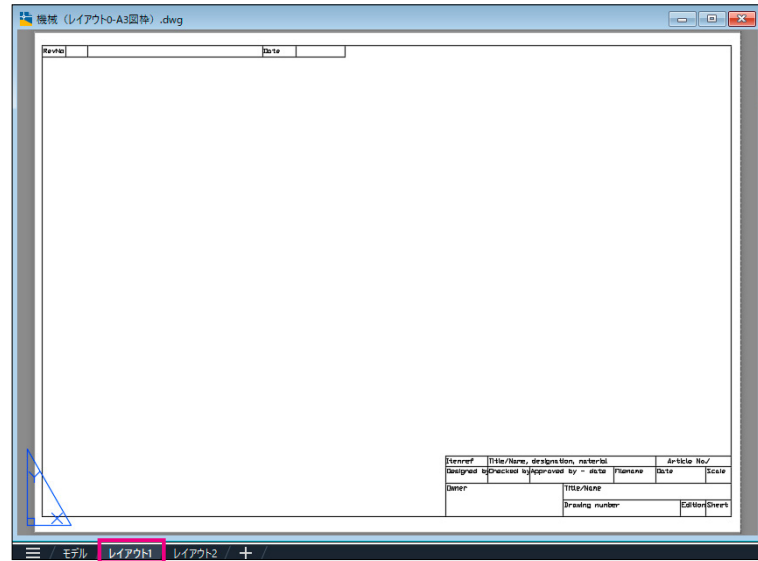 機械（レイアウト0-A3図枠）.dwg
RevNo Date
Itemref Title/Name, designation, material Article No/
Designed by Checked by Approved by - date Filename Date Scale
Owner Title/Name
Drawing number Edition Sheet
Y
X
モデル / レイアウト1 レイアウト2 / + /